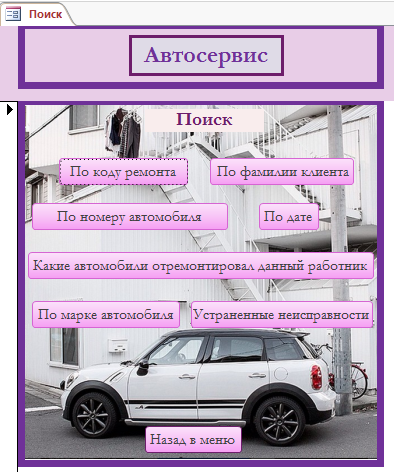 Поиск
Автосервис
Поиск
По коду ремонта
По фамилии клиента
По номеру автомобиля
По дате
Какие автомобили отремонтировал данный работник
По марке автомобиля
Устраненные неисправности
Назад в меню